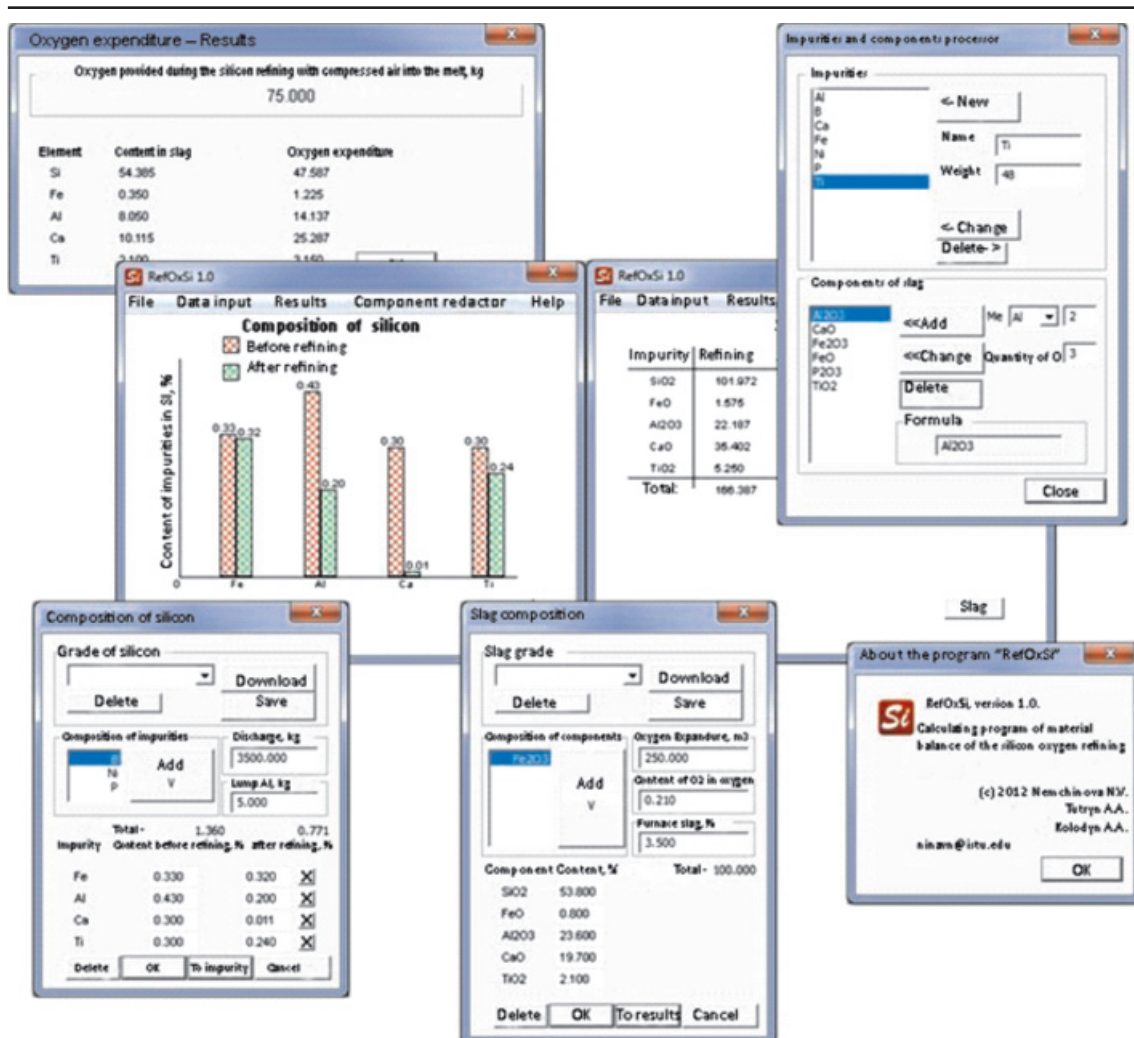 Oxygen expenditure – Results
Oxygen provided during the silicon refining with compressed air into the melt, kg
75.000
Element Content in slag Oxygen expenditure
Si 54.385 47.587
Fe 0.350 1.225
Al 8.050 14.137
Ca 10.115 25.287
Ti 2.100 3.150
Impurities and components processor
Impurities
Al
B
Ca
Fe
Ni
P
Ti
<- New
Name Ti
Weight 48
<- Change
Delete- >
Components of slag
Al2O3
CaO
Fe2O3
FeO
P2O3
TiO2
<<Add Me Al 2
<<Change Quantity of O 3
Delete
Formula
Al2O3
Close
Si RefOxSi 1.0
File Data input Results Component redactor Help
Composition of silicon
Before refining
After refining
Content of impurities in SI, %
0.33 0.32 0.43 0.20 0.30 0.01 0.30 0.24
0 Fe Al Ca Ti
Si RefOxSi 1.0
File Data input Results
Impurity Refining
SiO2 101.972
FeO 1.575
Al2O3 22.187
CaO 35.402
TiO2 5.250
Total: 166.387
Slag
Composition of silicon
Grade of silicon
Download
Delete Save
Composition of impurities
B
Ni
P
Add
V
Discharge, kg
3500.000
Lump Al, kg
5.000
Total - 1.360 0.771
Impurity Content before refining, % after refining, %
Fe 0.330 0.320 X
Al 0.430 0.200 X
Ca 0.300 0.011 X
Ti 0.300 0.240 X
Delete OK To impurity Cancel
Slag composition
Slag grade
Download
Delete Save
Composition of components
Fe2O3
Add
V
Oxygen Expandure, m3
250.000
Content of O2 in oxygen
0.210
Furnace slag, %
3.500
Component Content, % Total - 100.000
SiO2 53.800
FeO 0.800
Al2O3 23.600
CaO 19.700
TiO2 2.100
Delete OK To results Cancel
About the program "RefOxSi"
Si RefOxSi, version 1.0.
Calculating program of material
balance of the silicon oxygen refining
(c) 2012 Nemchinova N.V.
Tutryn A.A.
Kolodyn A.A.
ninavn@istu.edu
OK